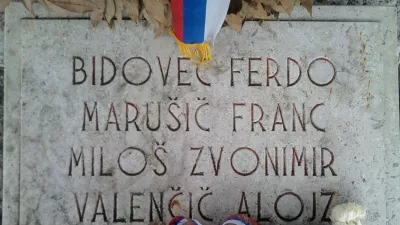 BIDOVEC FERDO
MARUŠIČ FRANC
MILOŠ ZVONIMIR
VALENČIČ ALOJZ